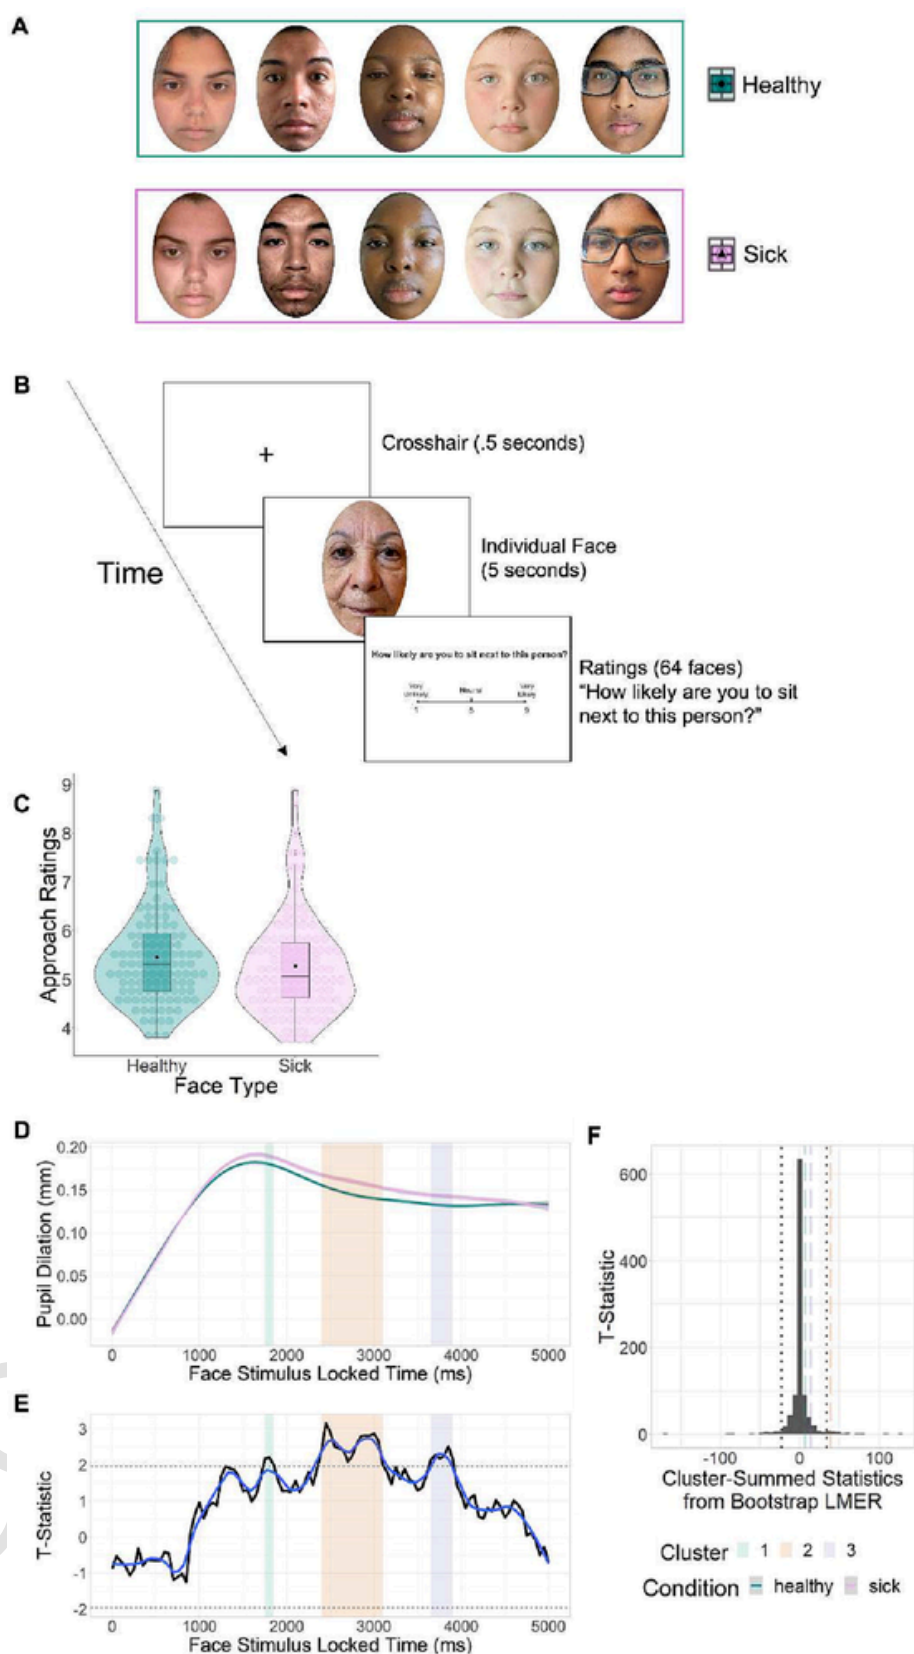 A
Healthy
Sick
B
+
Crosshair (.5 seconds)
Individual Face
(5 seconds)
Time
How likely are you to sit next to this person?
Very Unlikely
Neutral
Very likely
1
5
9
Ratings (64 faces)
“How likely are you to sit
next to this person?”
C
Approach Ratings
9
8
7
6
5
4
Healthy
Sick
Face Type
D
Pupil Dilation (mm)
0.20
0.15
0.10
0.05
0.00
0
1000
2000
3000
4000
5000
Face Stimulus Locked Time (ms)
E
T-Statistic
3
2
1
0
-1
-2
0
1000
2000
3000
4000
5000
Face Stimulus Locked Time (ms)
F
T-Statistic
600
400
200
0
-100
0
100
Cluster-Summed Statistics
from Bootstrap LMER
Cluster 1 2 3
Condition healthy sick